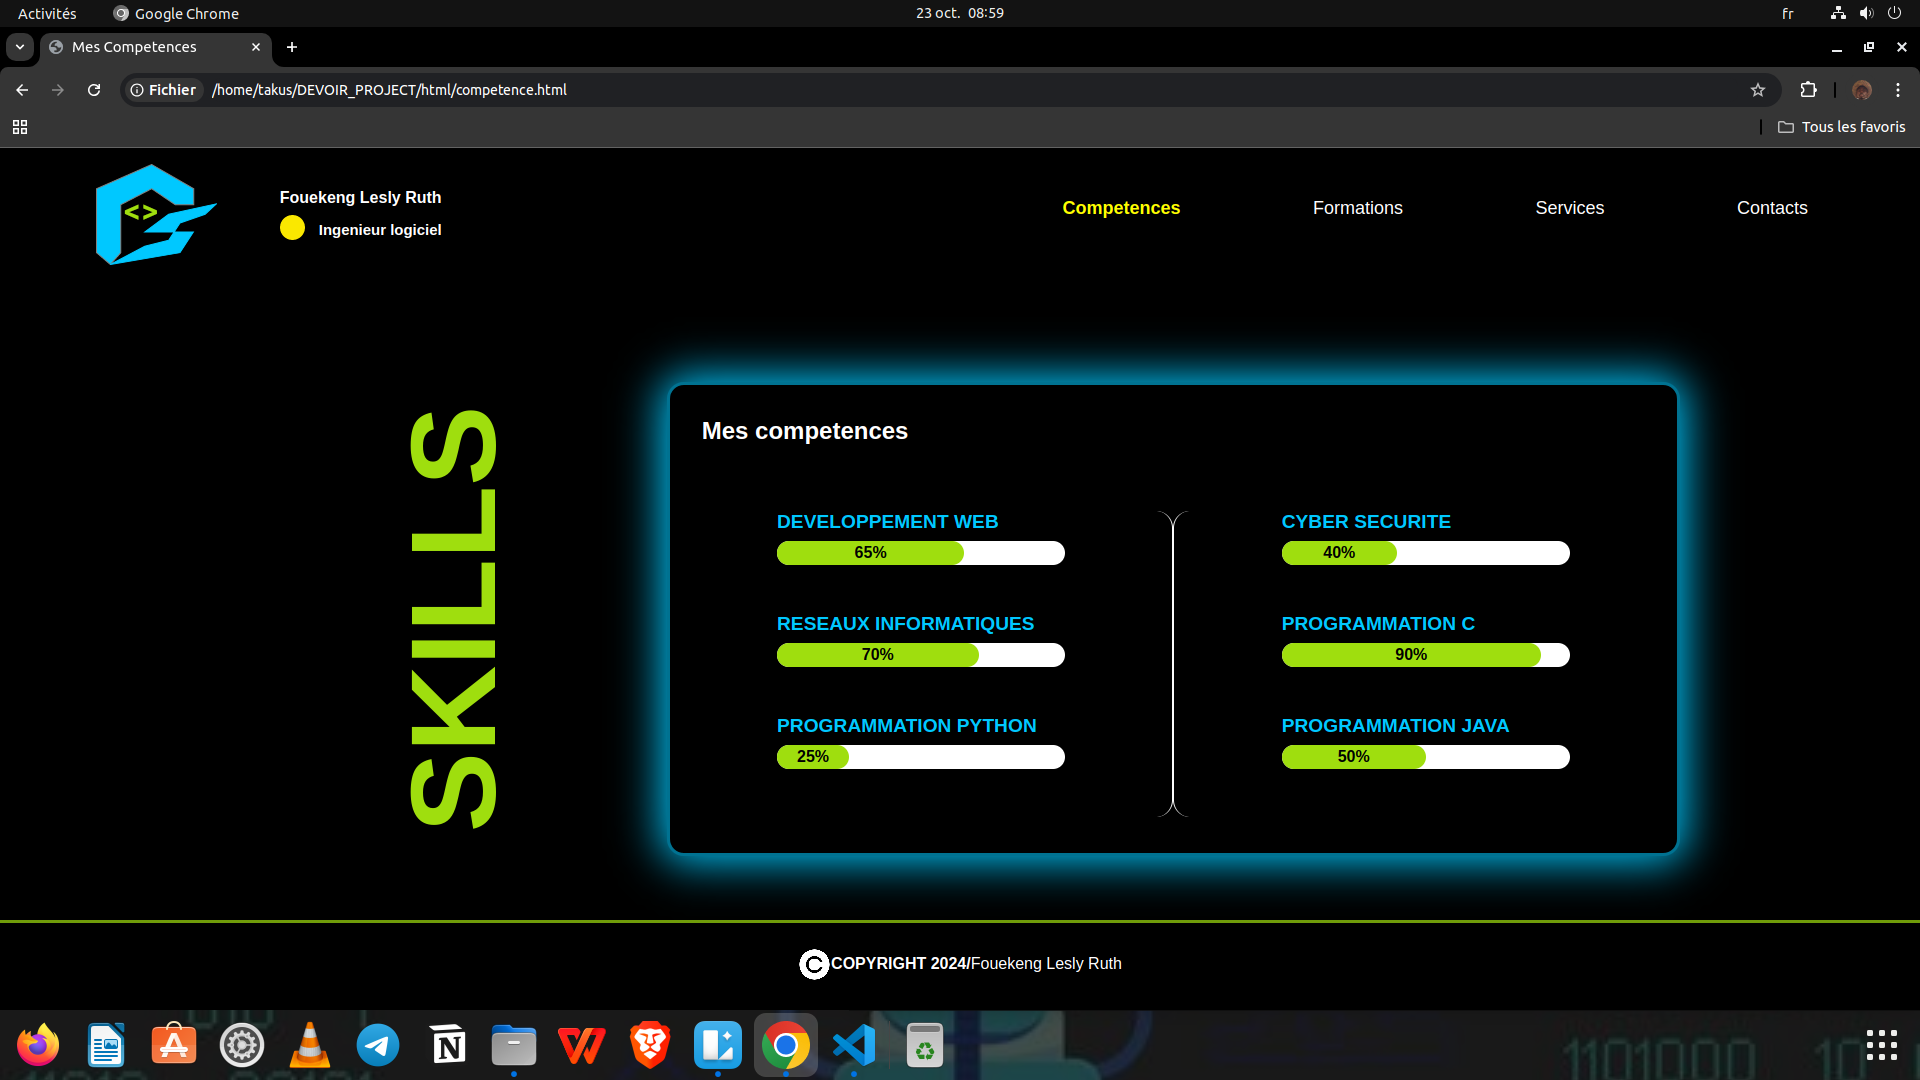 Activités
Google Chrome
23 oct. 08:59
fr
Mes Competences
Fichier
/home/takus/DEVOIR_PROJECT/html/competence.html
Tous les favoris
<>
Fouekeng Lesly Ruth
Ingenieur logiciel
Competences
Formations
Services
Contacts
SKILLS
Mes competences
DEVELOPPEMENT WEB
65%
RESEAUX INFORMATIQUES
70%
PROGRAMMATION PYTHON
25%
CYBER SECURITE
40%
PROGRAMMATION C
90%
PROGRAMMATION JAVA
50%
© COPYRIGHT 2024/Fouekeng Lesly Ruth
1101000